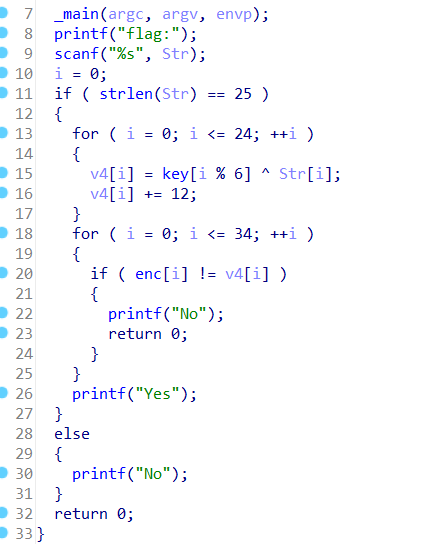 7 _main(argc, argv, envp);
8 printf("flag:");
9 scanf("%s", Str);
10 i = 0;
11 if ( strlen(Str) == 25 )
12 {
13 for ( i = 0; i <= 24; ++i )
14 {
15 v4[i] = key[i % 6] ^ Str[i];
16 v4[i] += 12;
17 }
18 for ( i = 0; i <= 34; ++i )
19 {
20 if ( enc[i] != v4[i] )
21 {
22 printf("No");
23 return 0;
24 }
25 }
26 printf("Yes");
27 }
28 else
29 {
30 printf("No");
31 }
32 return 0;
33 }